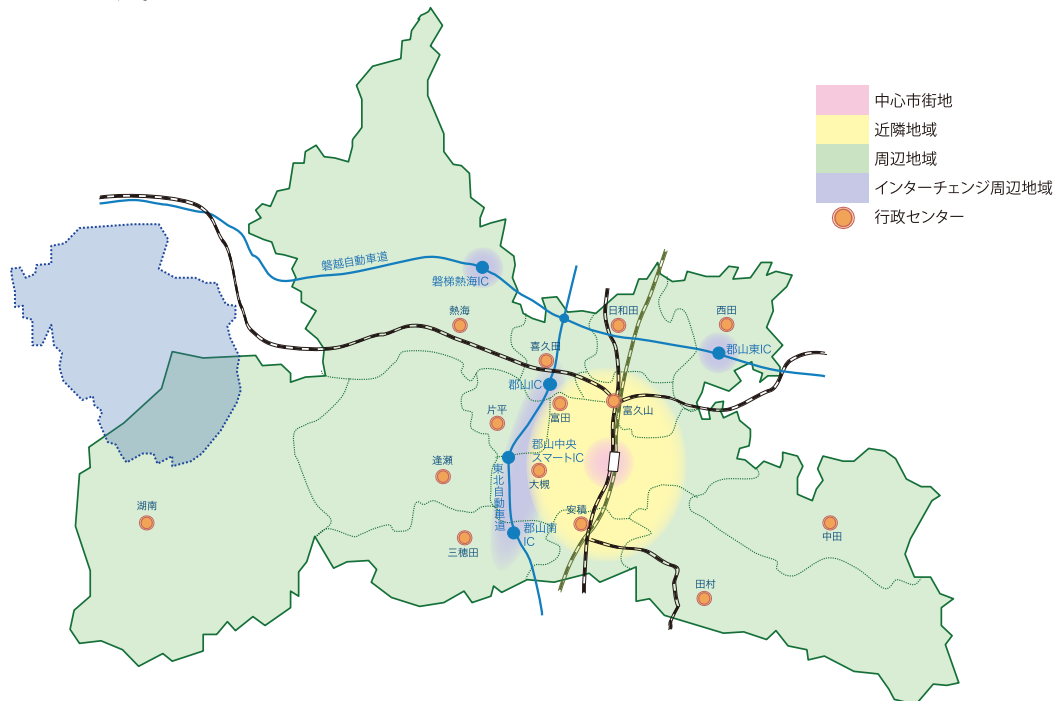 中心市街地
近隣地域
周辺地域
インターチェンジ周辺地域
行政センター
磐越自動車道
磐梯熱海IC
熱海
日和田
西田
喜久田
郡山東IC
郡山IC
片平
富田
富久山
郡山中央
スマートIC
逢瀬
大槻
東北自動車道
湖南
安積
郡山南
IC
三穂田
中田
田村